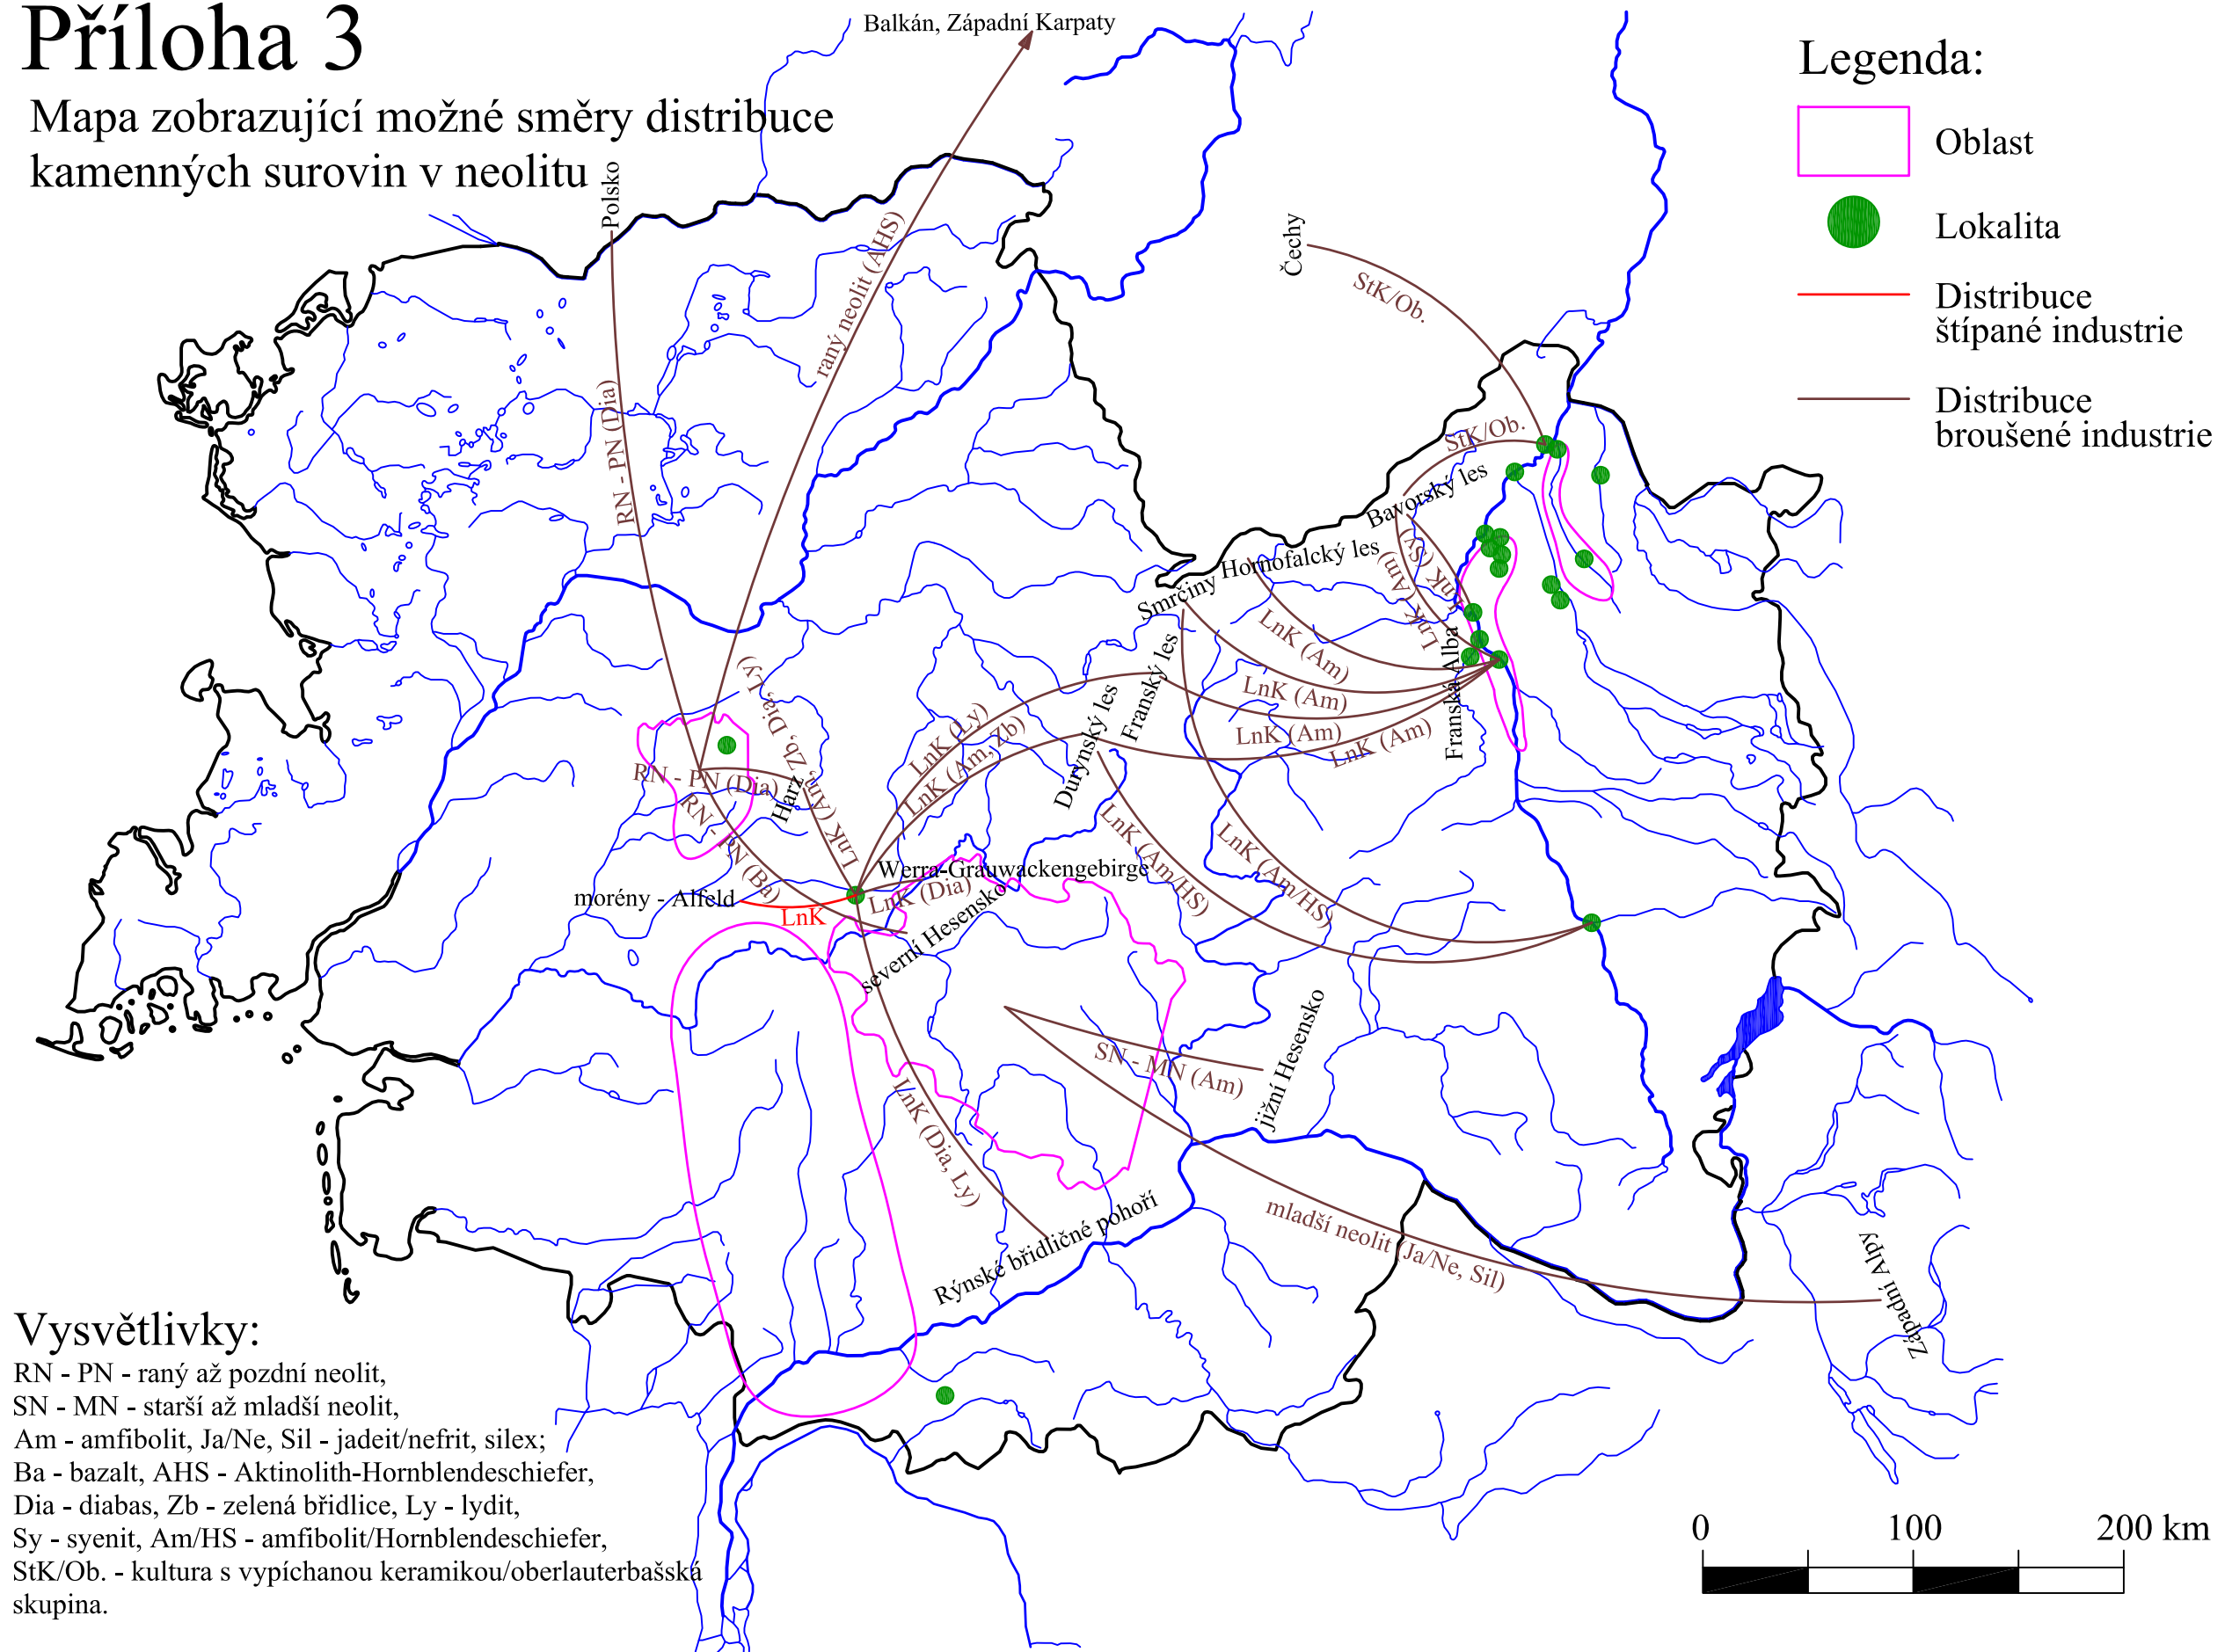 Příloha 3
Mapa zobrazující možné směry distribuce
kamenných surovin v neolitu
Balkán, Západní Karpaty
Polsko
Čechy
raný neolit (AHS)
RN - PN (Dia)
StK/Ob.
StK/Ob.
Bavorský les
Hornofalcký les
Smrčiny
Franský les
Durynský les
Franská Alba
LnK (Sy)
LnK (Am)
LnK (Am)
LnK (Am)
LnK (Am)
LnK (Am)
LnK (Ly)
LnK (Am, Zb)
LnK (Am, Zb, Dia, Ly)
Harz
RN - PN (Dia)
RN - PN (Ba)
Werra-Grauwackengebirge
LnK (Dia)
morény - Alfeld
LnK
severní Hesensko
LnK (Am/HS)
LnK (Am/HS)
SN - MN (Am)
jižní Hesensko
LnK (Dia, Ly)
Rýnské břidličné pohoří
mladší neolit (Ja/Ne, Sil)
Západní Alpy
Legenda:
Oblast
Lokalita
Distribuce
štípané industrie
Distribuce
broušené industrie
Vysvětlivky:
RN - PN - raný až pozdní neolit,
SN - MN - starší až mladší neolit,
Am - amfibolit, Ja/Ne, Sil - jadeit/nefrit, silex;
Ba - bazalt, AHS - Aktinolith-Hornblendeschiefer,
Dia - diabas, Zb - zelená břidlice, Ly - lydit,
Sy - syenit, Am/HS - amfibolit/Hornblendeschiefer,
StK/Ob. - kultura s vypíchanou keramikou/oberlauterbašská
skupina.
0 100 200 km